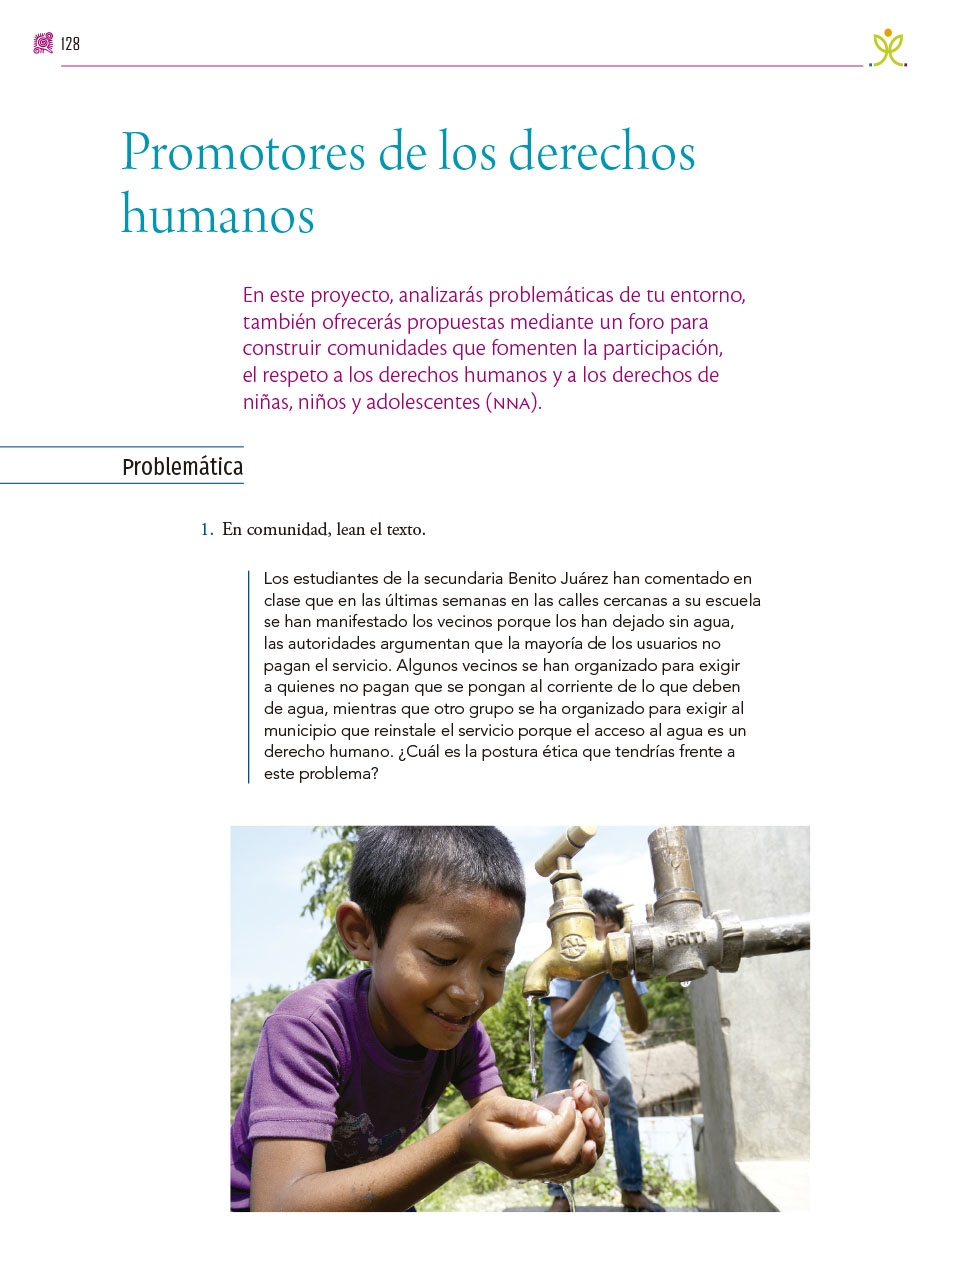 128
Promotores de los derechos
humanos
En este proyecto, analizarás problemáticas de tu entorno,
también ofrecerás propuestas mediante un foro para
construir comunidades que fomenten la participación,
el respeto a los derechos humanos y a los derechos de
niñas, niños y adolescentes (NNA).
Problemática
1. En comunidad, lean el texto.
Los estudiantes de la secundaria Benito Juárez han comentado en
clase que en las últimas semanas en las calles cercanas a su escuela
se han manifestado los vecinos porque los han dejado sin agua,
las autoridades argumentan que la mayoría de los usuarios no
pagan el servicio. Algunos vecinos se han organizado para exigir
a quienes no pagan que se pongan al corriente de lo que deben
de agua, mientras que otro grupo se ha organizado para exigir al
municipio que reinstale el servicio porque el acceso al agua es un
derecho humano. ¿Cuál es la postura ética que tendrías frente a
este problema?
PRITI